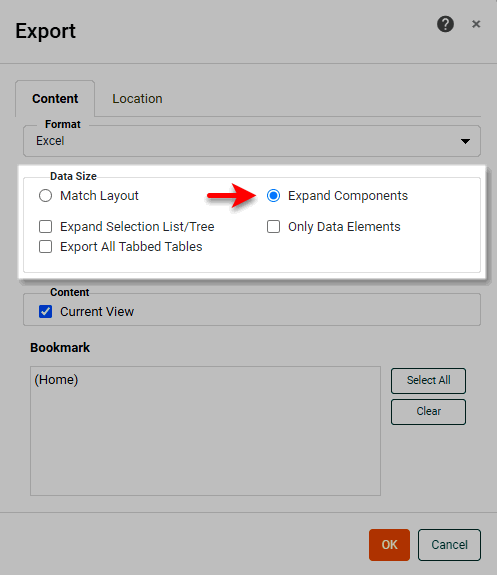 Export
Content Location
Format
Excel
Data Size
Match Layout Expand Components
Expand Selection List/Tree Only Data Elements
Export All Tabbed Tables
Content
Current View
Bookmark
(Home)
Select All
Clear
OK Cancel